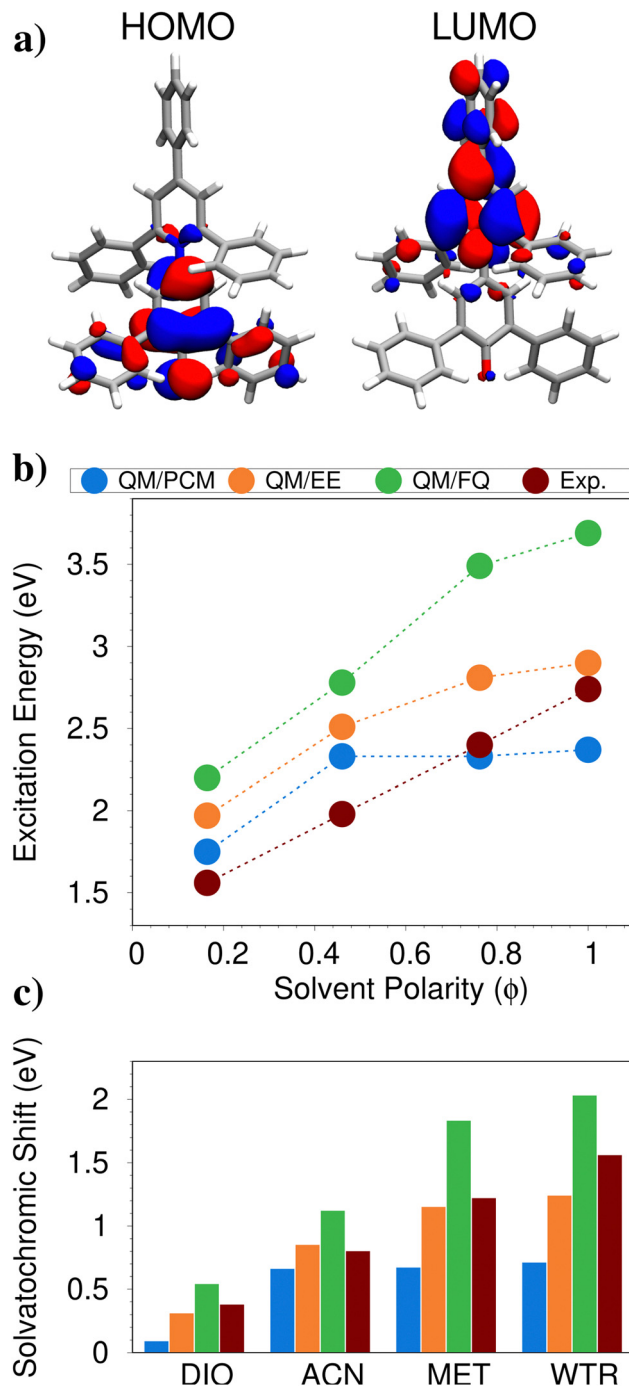 a)
HOMO LUMO
b)
QM/PCM QM/EE QM/FQ Exp.
Excitation Energy (eV)
3.5
3
2.5
2
1.5
0 0.2 0.4 0.6 0.8 1
Solvent Polarity (ϕ)
c)
Solvatochromic Shift (eV)
2
1.5
1
0.5
0
DIO ACN MET WTR